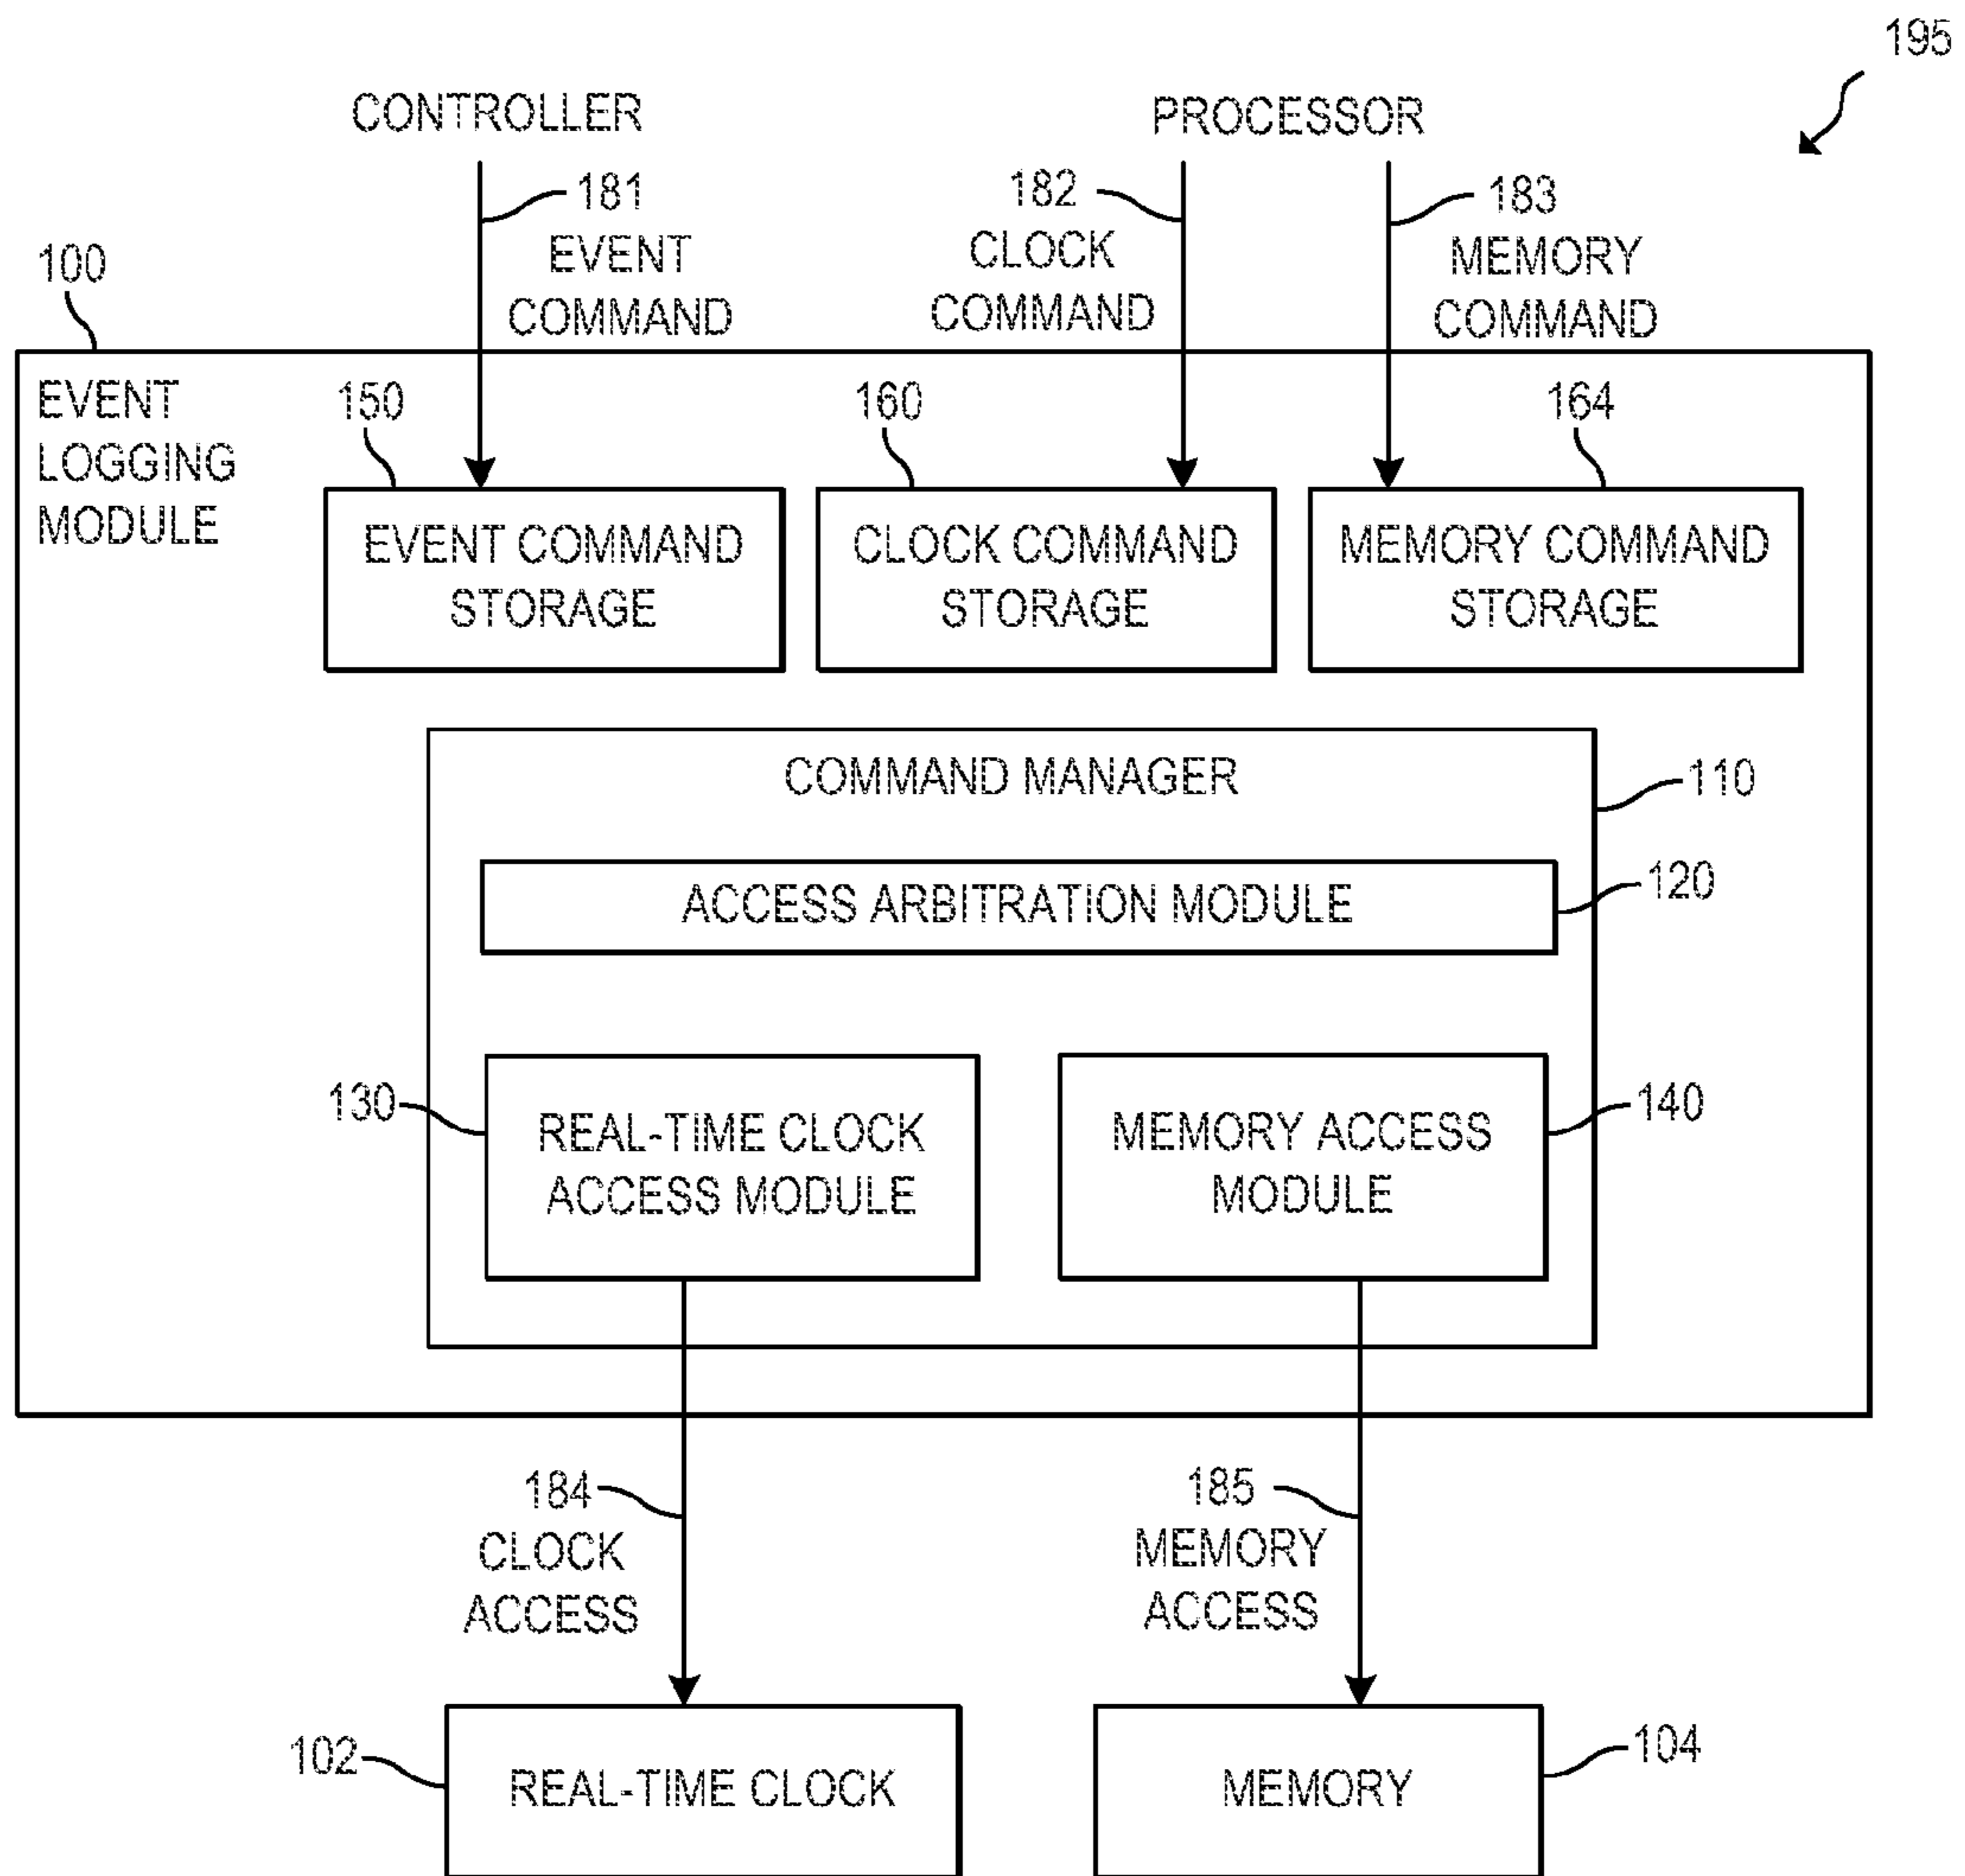 195
CONTROLLER
PROCESSOR
181
EVENT
COMMAND
182
CLOCK
COMMAND
183
MEMORY
COMMAND
100
EVENT
LOGGING
MODULE
150
160
164
EVENT COMMAND
STORAGE
CLOCK COMMAND
STORAGE
MEMORY COMMAND
STORAGE
COMMAND MANAGER
110
ACCESS ARBITRATION MODULE
120
130
REAL-TIME CLOCK
ACCESS MODULE
MEMORY ACCESS
MODULE
140
184
CLOCK
ACCESS
185
MEMORY
ACCESS
102
REAL-TIME CLOCK
MEMORY
104